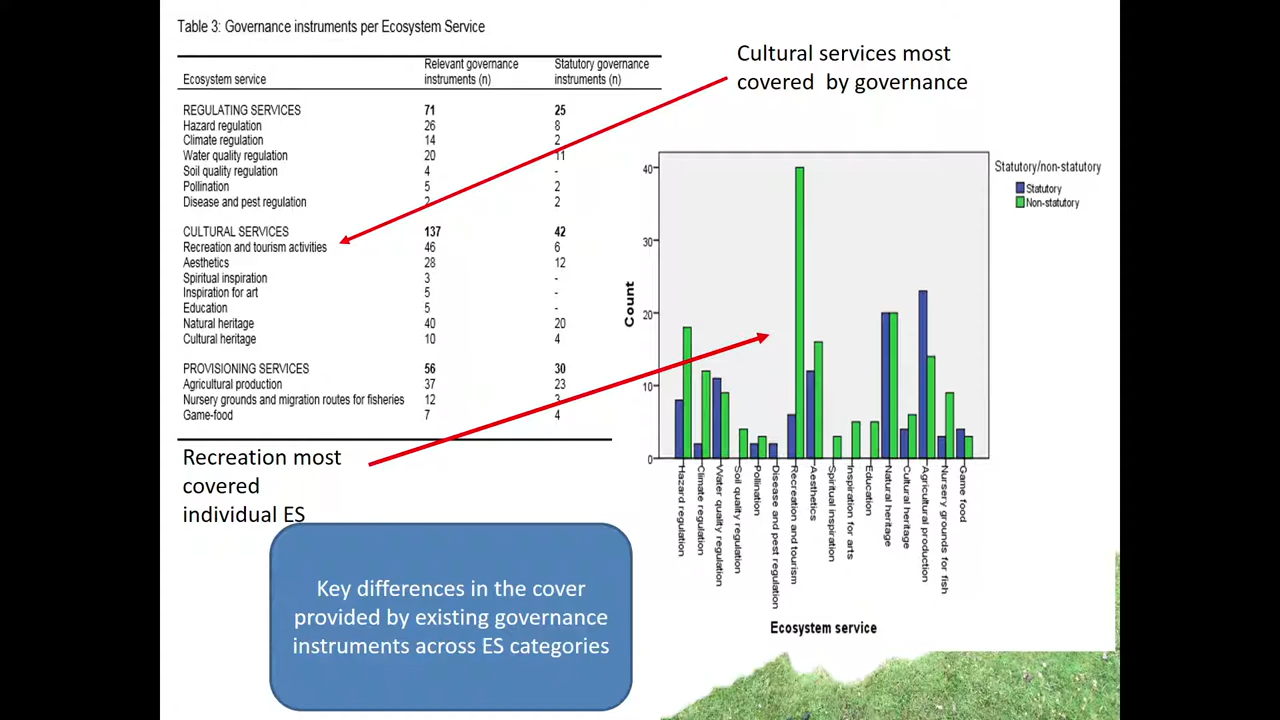 Table 3: Governance instruments per Ecosystem Service
Ecosystem service Relevant governance instruments (n) Statutory governance instruments (n)
REGULATING SERVICES 71 25
Hazard regulation 26 8
Climate regulation 14 2
Water quality regulation 20 11
Soil quality regulation 4 -
Pollination 5 2
Disease and pest regulation 2 2
CULTURAL SERVICES 137 42
Recreation and tourism activities 46 6
Aesthetics 28 12
Spiritual inspiration 3 -
Inspiration for art 5 -
Education 5 -
Natural heritage 40 20
Cultural heritage 10 4
PROVISIONING SERVICES 56 30
Agricultural production 37 23
Nursery grounds and migration routes for fisheries 12 3
Game-food 7 4
Cultural services most
covered by governance
Recreation most
covered
individual ES
Key differences in the cover
provided by existing governance
instruments across ES categories
Statutory/non-statutory
Statutory
Non-statutory
Count
40
30
20
10
0
Hazard regulation
Climate regulation
Water quality regulation
Soil quality regulation
Pollination
Disease and pest regulation
Recreation and tourism
Aesthetics
Spiritual inspiration
Inspiration for arts
Education
Natural heritage
Cultural heritage
Agricultural production
Nursery grounds for fish
Game food
Ecosystem service